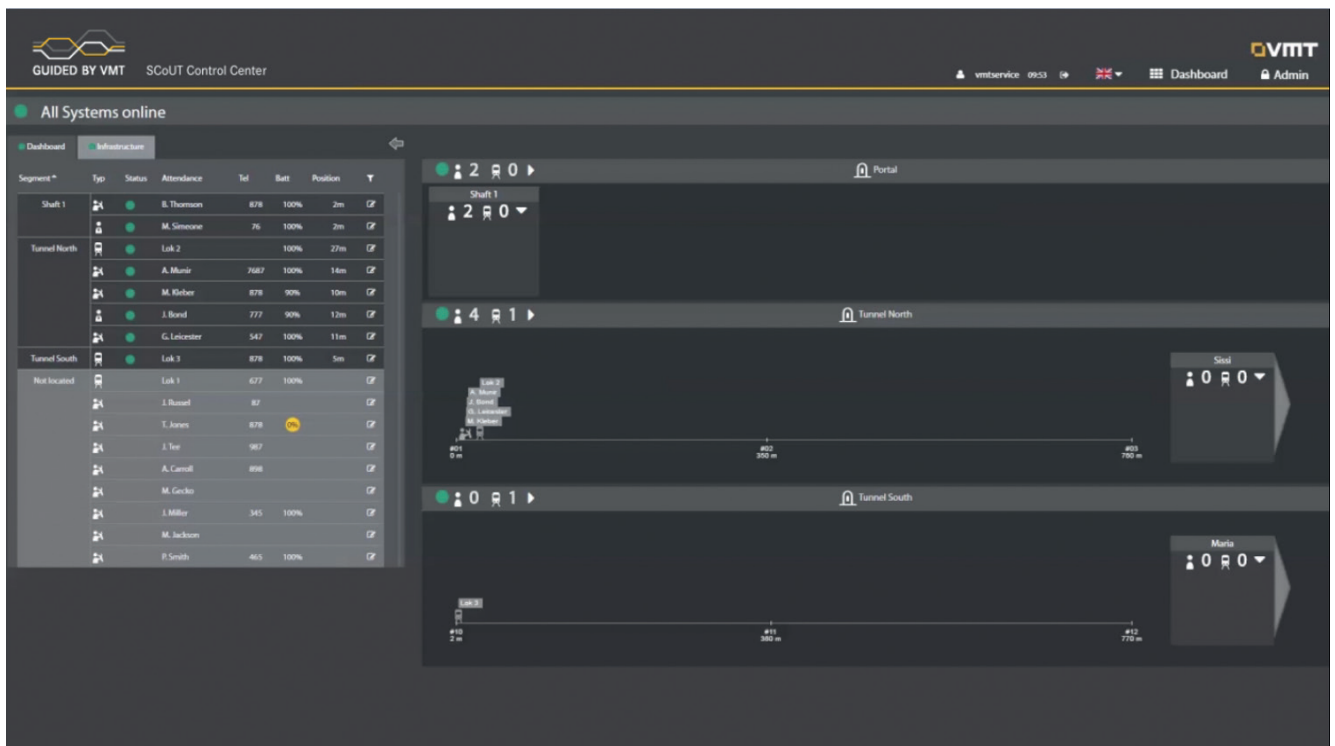 GUIDED BY VMT SCoUT Control Center
VMT
vmtservice 09:53 Dashboard Admin
All Systems online
Dashboard Infrastructure
Segment Typ Status Attendance Tel Batt Position
Shaft 1 B. Thomson 878 100% 2m
M. Simeone 76 100% 2m
Tunnel North Lok 2 100% 27m
A. Munir 7687 100% 14m
M. Kleber 878 90% 10m
J. Bond 777 90% 12m
G. Leicester 547 100% 11m
Tunnel South Lok 3 878 100% 5m
Not located Lok 1 677 100%
J. Russel 87
T. Jones 878 0%
J. Tee 987
A. Carroll 898
M. Gecko
J. Miller 345 100%
M. Jackson
P. Smith 465 100%
2 0 Portal
Shaft 1
2 0
4 1 Tunnel North
Sissi
0 0
Lok 2
A. Munir
J. Bond
G. Leicester
M. Kleber
#01 #02 #03
0 m 350 m 780 m
0 1 Tunnel South
Maria
0 0
Lok 3
#10 #11 #12
2 m 380 m 770 m